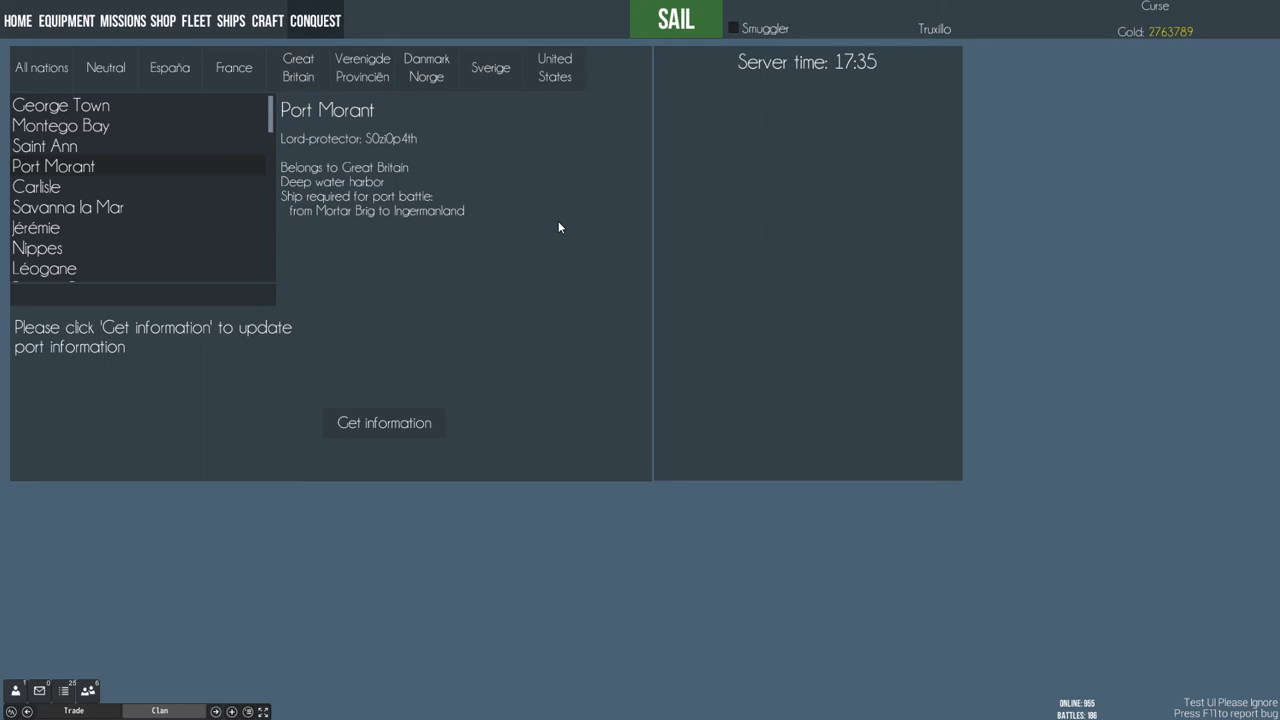 HOME EQUIPMENT MISSIONS SHOP FLEET SHIPS CRAFT CONQUEST
SAIL
Smuggler
Truxillo
Curse
Gold: 2763789
All nations
Neutral
España
France
Great Britain
Verenigde Provinciën
Danmark Norge
Sverige
United States
George Town
Montego Bay
Saint Ann
Port Morant
Carlisle
Savanna la Mar
Jérémie
Nippes
Léogane
Port Morant
Lord-protector: S0zi0p4th
Belongs to Great Britain
Deep water harbor
Ship required for port battle:
from Mortar Brig to Ingermanland
Server time: 17:35
Please click 'Get information' to update
port information
Get information
1
0
25
6
Trade
Clan
ONLINE: 955
BATTLES: 186
Test UI Please Ignore
Press F11 to report bug